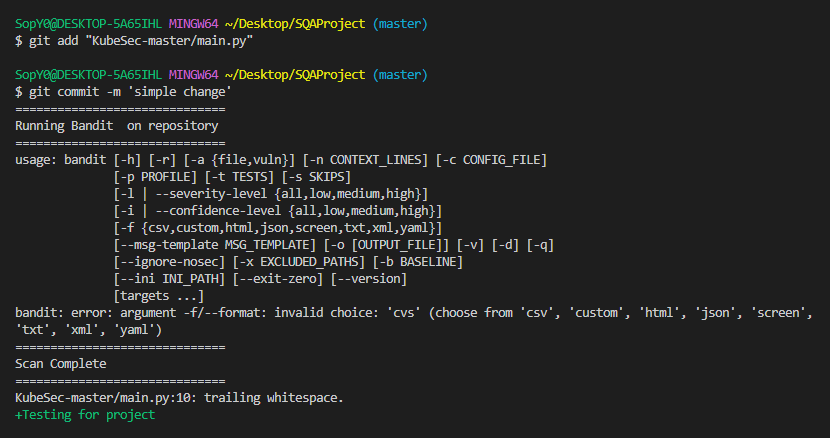 SopY0@DESKTOP-5A65IHL MINGW64 ~/Desktop/SQAProject (master)
$ git add "KubeSec-master/main.py"
SopY0@DESKTOP-5A65IHL MINGW64 ~/Desktop/SQAProject (master)
$ git commit -m 'simple change'
==============================
Running Bandit  on repository
==============================
usage: bandit [-h] [-r] [-a {file,vuln}] [-n CONTEXT_LINES] [-c CONFIG_FILE]
              [-p PROFILE] [-t TESTS] [-s SKIPS]
              [-l | --severity-level {all,low,medium,high}]
              [-i | --confidence-level {all,low,medium,high}]
              [-f {csv,custom,html,json,screen,txt,xml,yaml}]
              [--msg-template MSG_TEMPLATE] [-o [OUTPUT_FILE]] [-v] [-d] [-q]
              [--ignore-nosec] [-x EXCLUDED_PATHS] [-b BASELINE]
              [--ini INI_PATH] [--exit-zero] [--version]
              [targets ...]
bandit: error: argument -f/--format: invalid choice: 'cvs' (choose from 'csv', 'custom', 'html', 'json', 'screen',
'txt', 'xml', 'yaml')
==============================
Scan Complete
==============================
KubeSec-master/main.py:10: trailing whitespace.
+Testing for project